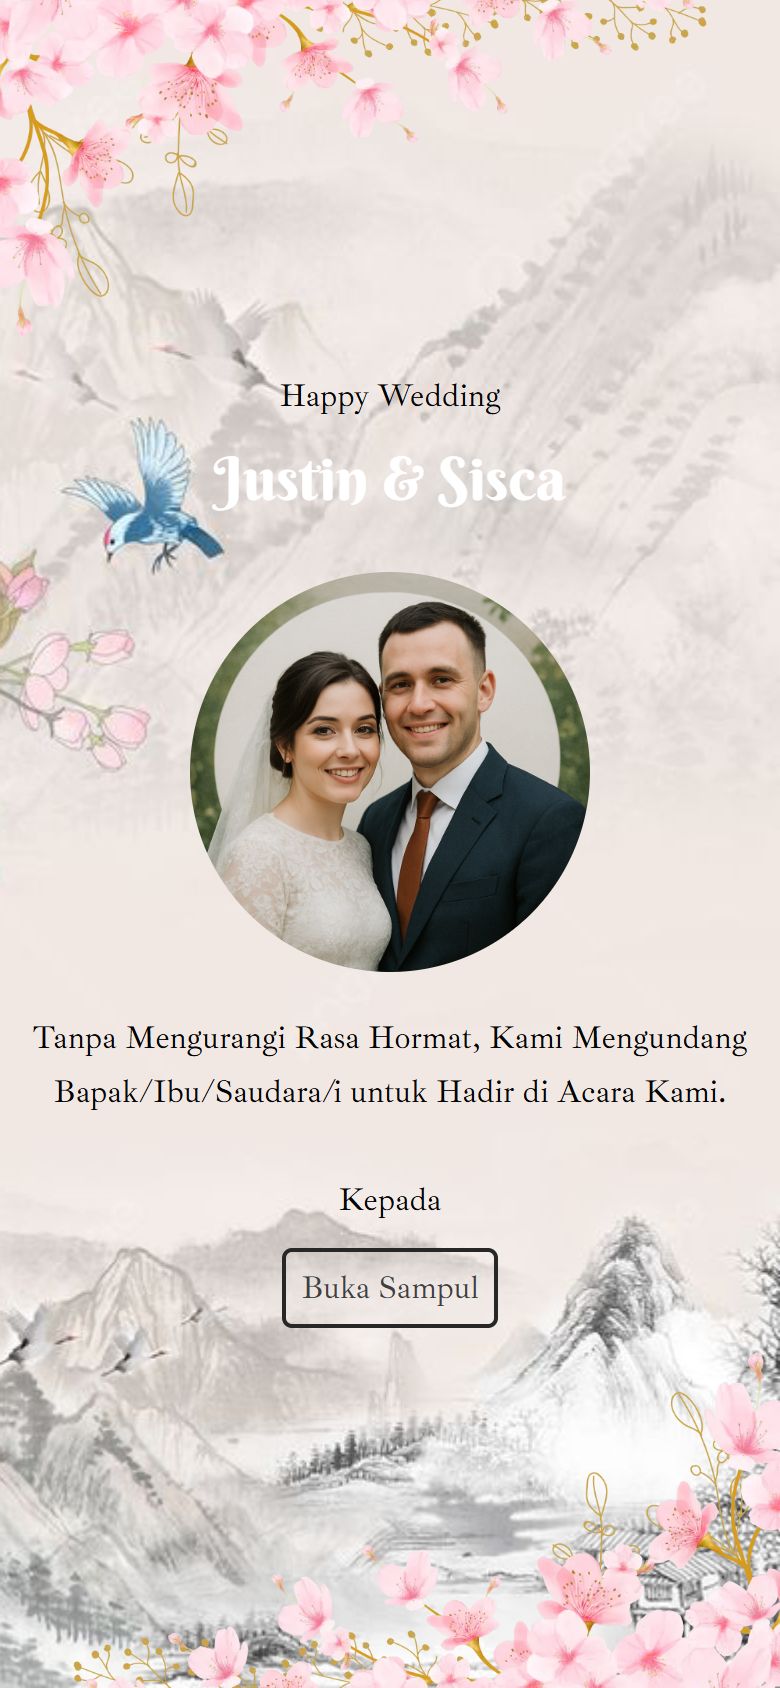 Happy Wedding
Justin & Sisca
Tanpa Mengurangi Rasa Hormat, Kami Mengundang
Bapak/Ibu/Saudara/i untuk Hadir di Acara Kami.
Kepada
Buka Sampul